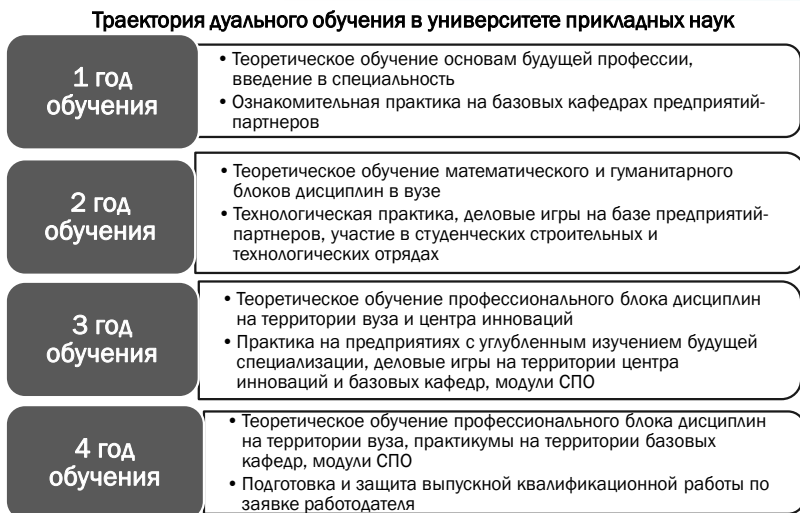 Траектория дуального обучения в университете прикладных наук
1 год
обучения
• Теоретическое обучение основам будущей профессии,
введение в специальность
• Ознакомительная практика на базовых кафедрах предприятий-
партнеров
2 год
обучения
• Теоретическое обучение математического и гуманитарного
блоков дисциплин в вузе
• Технологическая практика, деловые игры на базе предприятий-
партнеров, участие в студенческих строительных и
технологических отрядах
3 год
обучения
• Теоретическое обучение профессионального блока дисциплин
на территории вуза и центра инноваций
• Практика на предприятиях с углубленным изучением будущей
специализации, деловые игры на территории центра
инноваций и базовых кафедр, модули СПО
4 год
обучения
• Теоретическое обучение профессионального блока дисциплин
на территории вуза, практикумы на территории базовых
кафедр, модули СПО
• Подготовка и защита выпускной квалификационной работы по
заявке работодателя